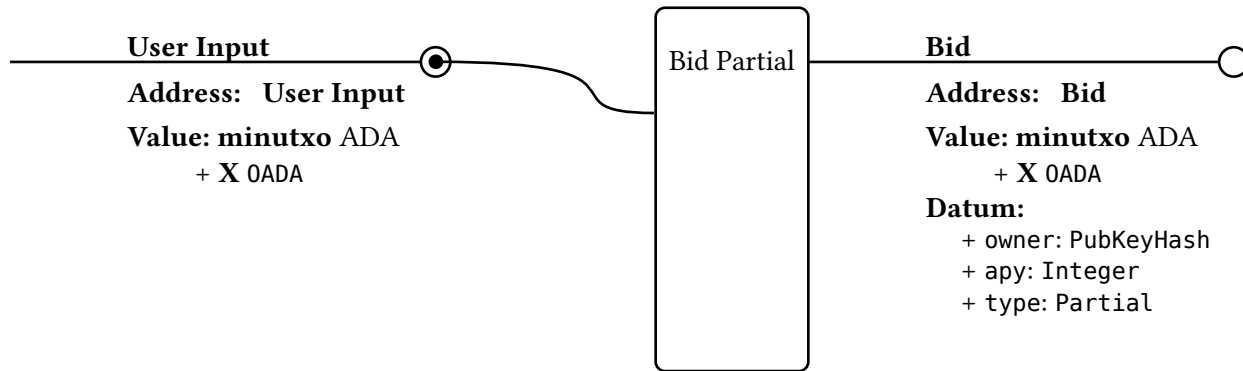 User Input
Address: User Input
Value: minutxo ADA
+ X OADA
Bid Partial
Bid
Address: Bid
Value: minutxo ADA
+ X OADA
Datum:
+ owner: PubKeyHash
+ apy: Integer
+ type: Partial